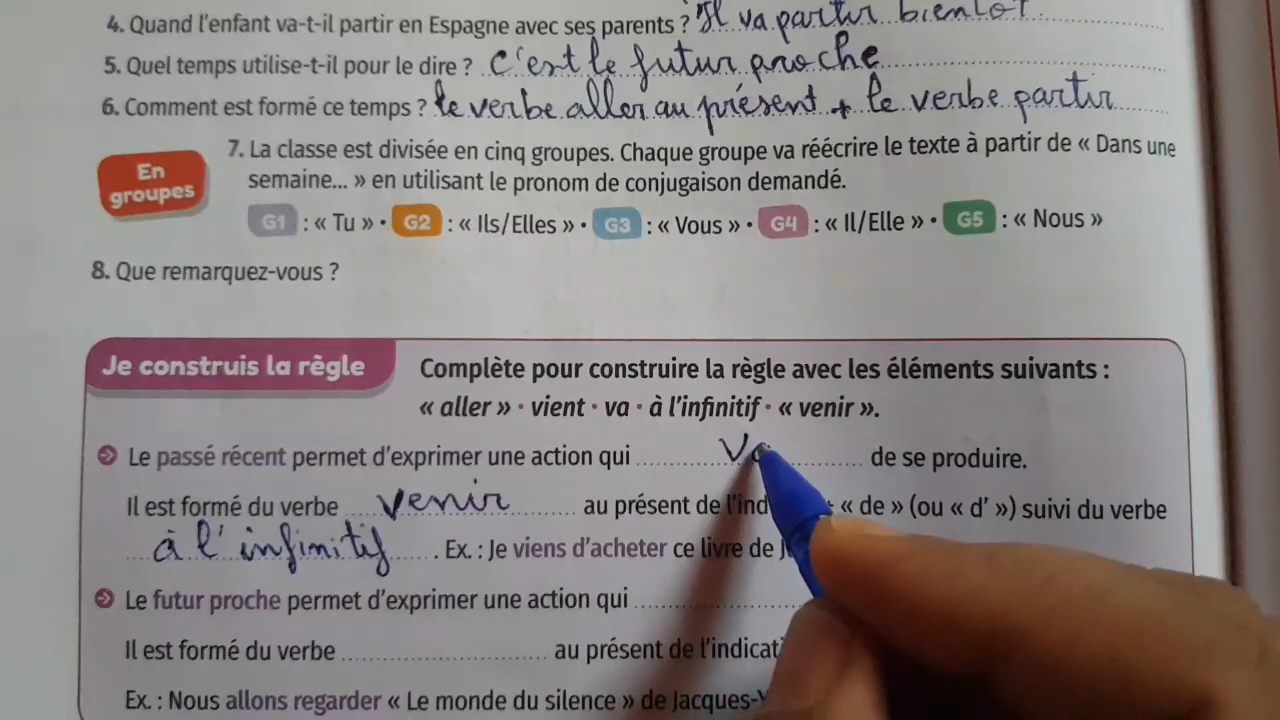 4. Quand l'enfant va-t-il partir en Espagne avec ses parents ? Il va partir bientot
5. Quel temps utilise-t-il pour le dire ? c'est le futur proche
6. Comment est formé ce temps ? le verbe aller au présent + le verbe partir
En groupes
7. La classe est divisée en cinq groupes. Chaque groupe va réécrire le texte à partir de « Dans une
semaine... » en utilisant le pronom de conjugaison demandé.
G1 : « Tu » • G2 : « Ils/Elles » • G3 : « Vous » • G4 : « Il/Elle » • G5 : « Nous »
8. Que remarquez-vous ?
Je construis la règle
Complète pour construire la règle avec les éléments suivants :
« aller » • vient • va • à l'infinitif • « venir ».
Le passé récent permet d'exprimer une action qui va de se produire.
Il est formé du verbe venir au présent de l'ind « de » (ou « d' ») suivi du verbe
à l'infinitif. Ex. : Je viens d'acheter ce livre de
Le futur proche permet d'exprimer une action qui
Il est formé du verbe au présent de l'indicati
Ex. : Nous allons regarder « Le monde du silence » de Jacques-Y